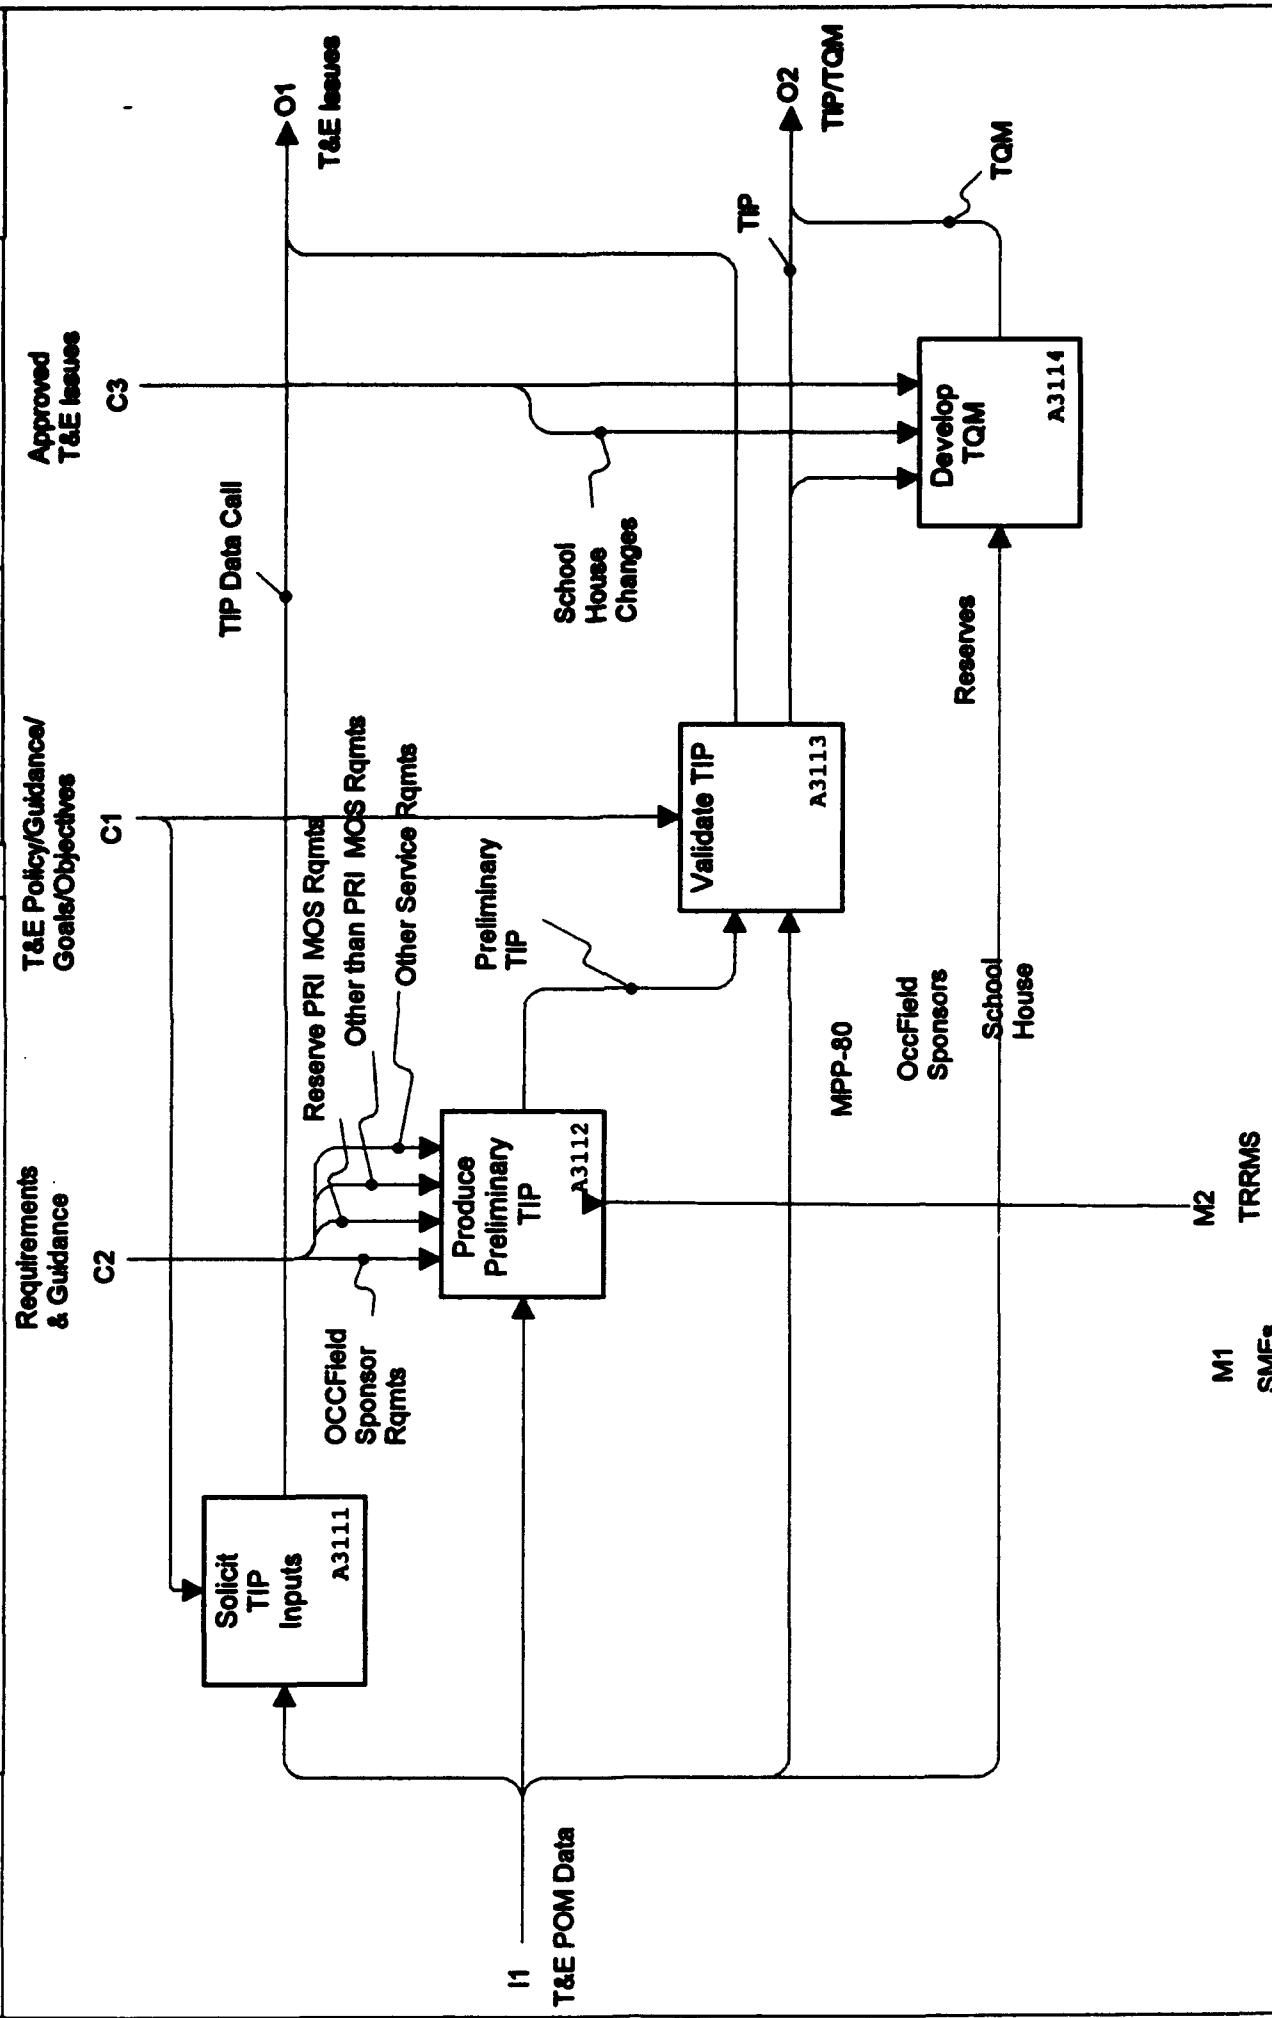 Requirements
& Guidance
C2
T&E Policy/Guidance/
Goals/Objectives
C1
Approved
T&E Issues
C3
Solicit
TIP
Inputs
A3111
TIP Data Call
O1
T&E Issues
Reserve PRI MOS Rqmts
Other than PRI MOS Rqmts
Other Service Rqmts
OCCField
Sponsor
Rqmts
Produce
Preliminary
TIP
A3112
Preliminary
TIP
School
House
Changes
I1
T&E POM Data
Validate TIP
A3113
TIP
O2
TIP/TQM
MPP-80
OccField
Sponsors
School
House
Reserves
Develop
TQM
A3114
TQM
M1
SMEs
M2
TRRMS